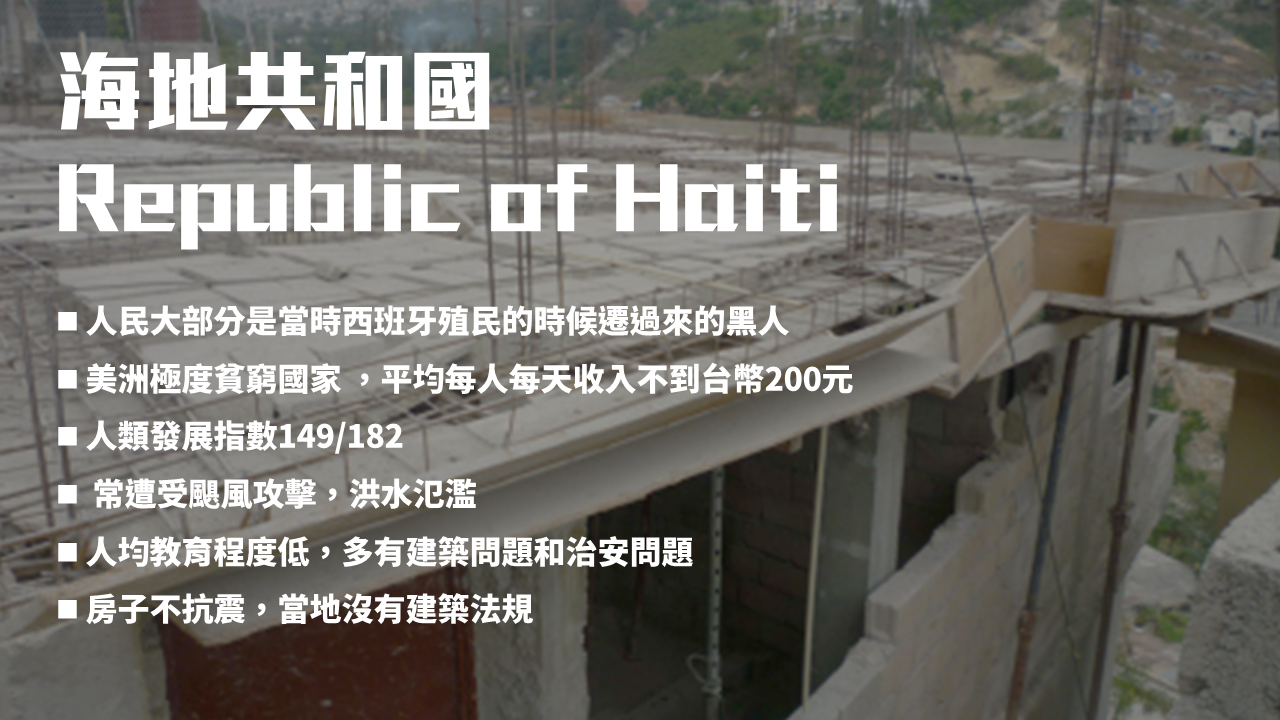 海地共和國
Republic of Haiti
■ 人民大部分是當時西班牙殖民的時候遷過來的黑人
■ 美洲極度貧窮國家 ，平均每人每天收入不到台幣200元
■ 人類發展指數149/182
■ 常遭受颶風攻擊，洪水氾濫
■ 人均教育程度低，多有建築問題和治安問題
■ 房子不抗震，當地沒有建築法規